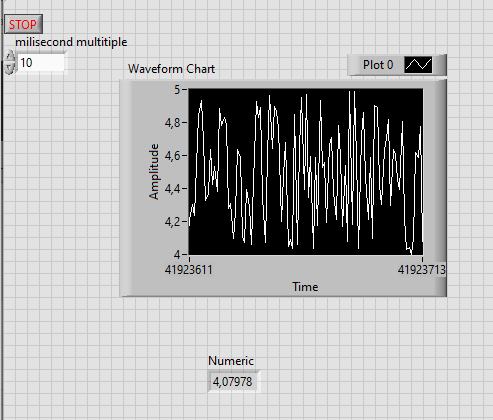 STOP
milisecond multitiple
10
Waveform Chart
Plot 0
5
4,8
4,6
4,4
4,2
4
Amplitude
41923611
41923713
Time
Numeric
4,07978